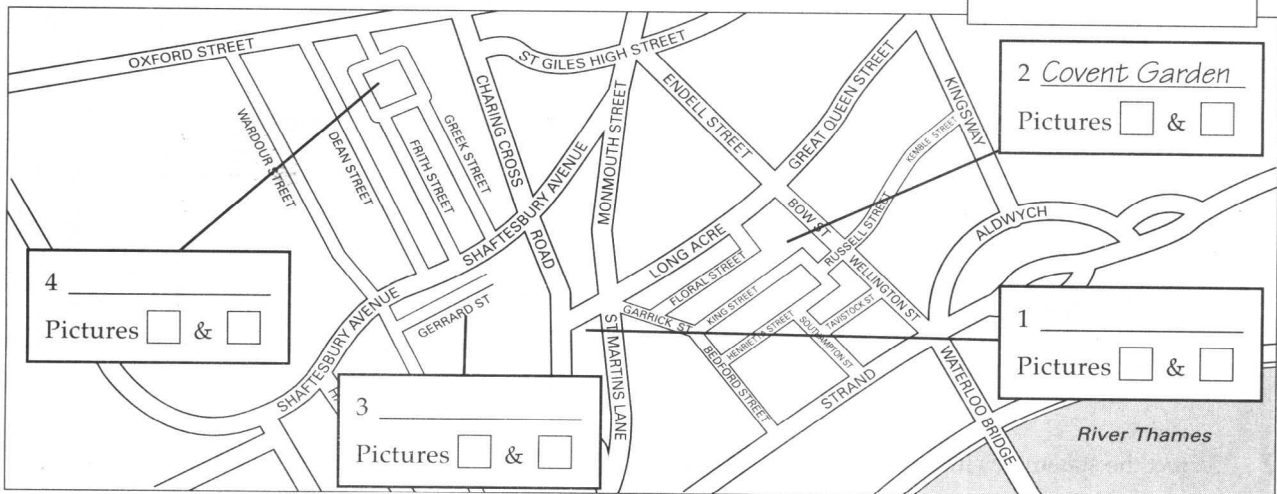 OXFORD STREET
WARDOUR STREET
DEAN STREET
FRITH STREET
GREEK STREET
CHARING CROSS
ROAD
ST GILES HIGH STREET
MONMOUTH STREET
ENDELL STREET
GREAT QUEEN STREET
KINGSWAY
KEMBLE STREET
2 Covent Garden
Pictures & 
SHAFTESBURY AVENUE
LONG ACRE
BOW ST
RUSSELL STREET
ALDWYCH
FLORAL STREET
WELLINGTON ST
4
Pictures & 
SHAFTESBURY AVENUE
GERRARD ST
GARRICK ST
KING STREET
TAVISTOCK ST
HENRIETTA STREET
SOUTHAMPTON ST
BEDFORD STREET
ST MARTINS LANE
STRAND
WATERLOO BRIDGE
1
Pictures & 
SHAFTESBURY AVENUE
3
Pictures & 
River Thames